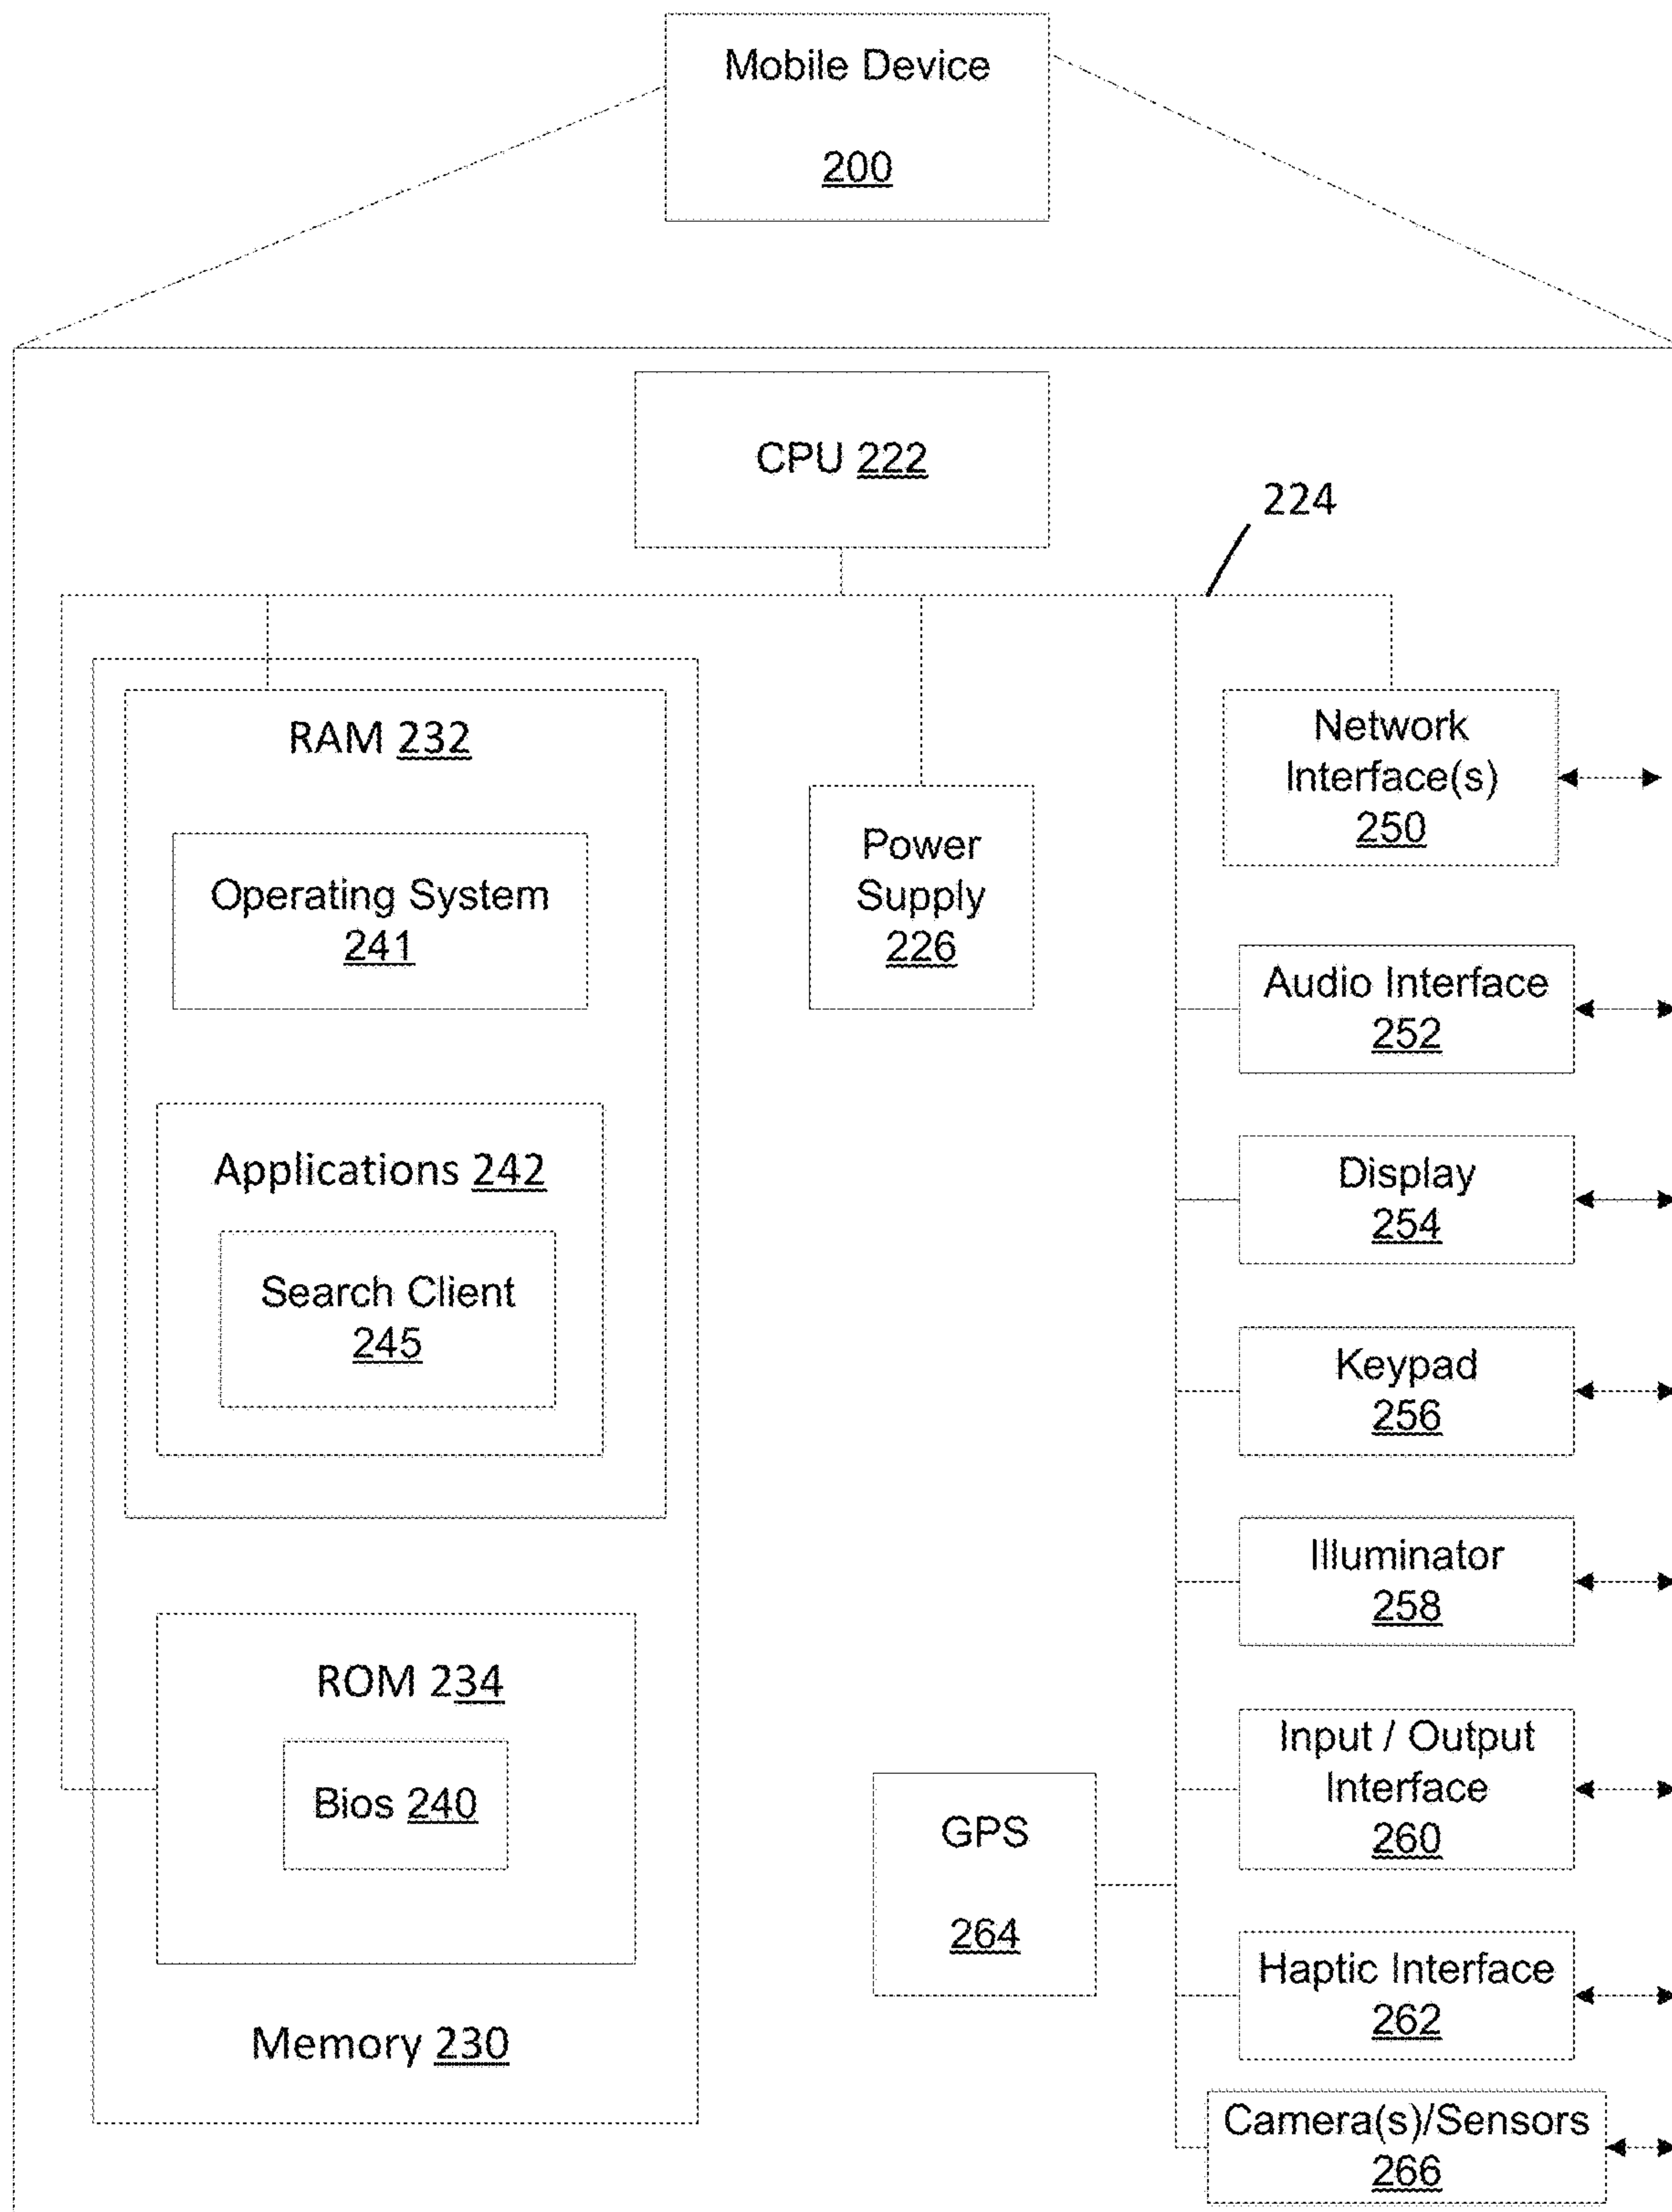 Mobile Device
200
CPU 222
224
RAM 232
Operating System
241
Applications 242
Search Client
245
ROM 234
Bios 240
Memory 230
Power
Supply
226
GPS
264
Network
Interface(s)
250
Audio Interface
252
Display
254
Keypad
256
Illuminator
258
Input / Output
Interface
260
Haptic Interface
262
Camera(s)/Sensors
266